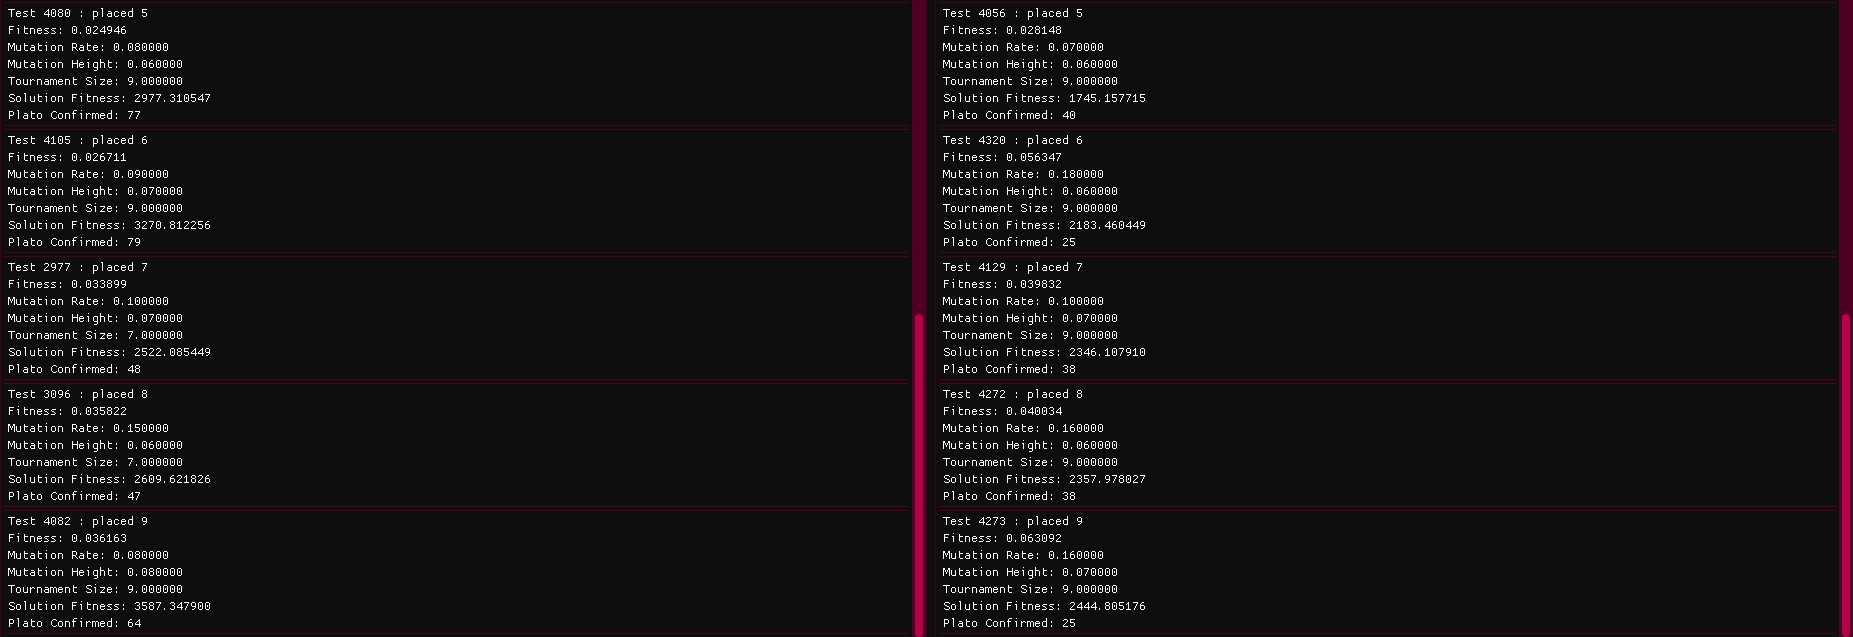 Test 4080 : placed 5
Fitness: 0.024946
Mutation Rate: 0.080000
Mutation Height: 0.060000
Tournament Size: 9.000000
Solution Fitness: 2977.310547
Plato Confirmed: 77
Test 4105 : placed 6
Fitness: 0.026711
Mutation Rate: 0.090000
Mutation Height: 0.070000
Tournament Size: 9.000000
Solution Fitness: 3270.812256
Plato Confirmed: 79
Test 2977 : placed 7
Fitness: 0.033899
Mutation Rate: 0.100000
Mutation Height: 0.070000
Tournament Size: 7.000000
Solution Fitness: 2522.085449
Plato Confirmed: 48
Test 3096 : placed 8
Fitness: 0.035822
Mutation Rate: 0.150000
Mutation Height: 0.060000
Tournament Size: 7.000000
Solution Fitness: 2609.621826
Plato Confirmed: 47
Test 4082 : placed 9
Fitness: 0.036163
Mutation Rate: 0.080000
Mutation Height: 0.080000
Tournament Size: 9.000000
Solution Fitness: 3587.347900
Plato Confirmed: 64
Test 4056 : placed 5
Fitness: 0.028148
Mutation Rate: 0.070000
Mutation Height: 0.060000
Tournament Size: 9.000000
Solution Fitness: 1745.157715
Plato Confirmed: 40
Test 4320 : placed 6
Fitness: 0.056347
Mutation Rate: 0.180000
Mutation Height: 0.060000
Tournament Size: 9.000000
Solution Fitness: 2183.460449
Plato Confirmed: 25
Test 4129 : placed 7
Fitness: 0.039832
Mutation Rate: 0.100000
Mutation Height: 0.070000
Tournament Size: 9.000000
Solution Fitness: 2346.107910
Plato Confirmed: 38
Test 4272 : placed 8
Fitness: 0.040034
Mutation Rate: 0.160000
Mutation Height: 0.060000
Tournament Size: 9.000000
Solution Fitness: 2357.978027
Plato Confirmed: 38
Test 4273 : placed 9
Fitness: 0.063092
Mutation Rate: 0.160000
Mutation Height: 0.070000
Tournament Size: 9.000000
Solution Fitness: 2444.805176
Plato Confirmed: 25